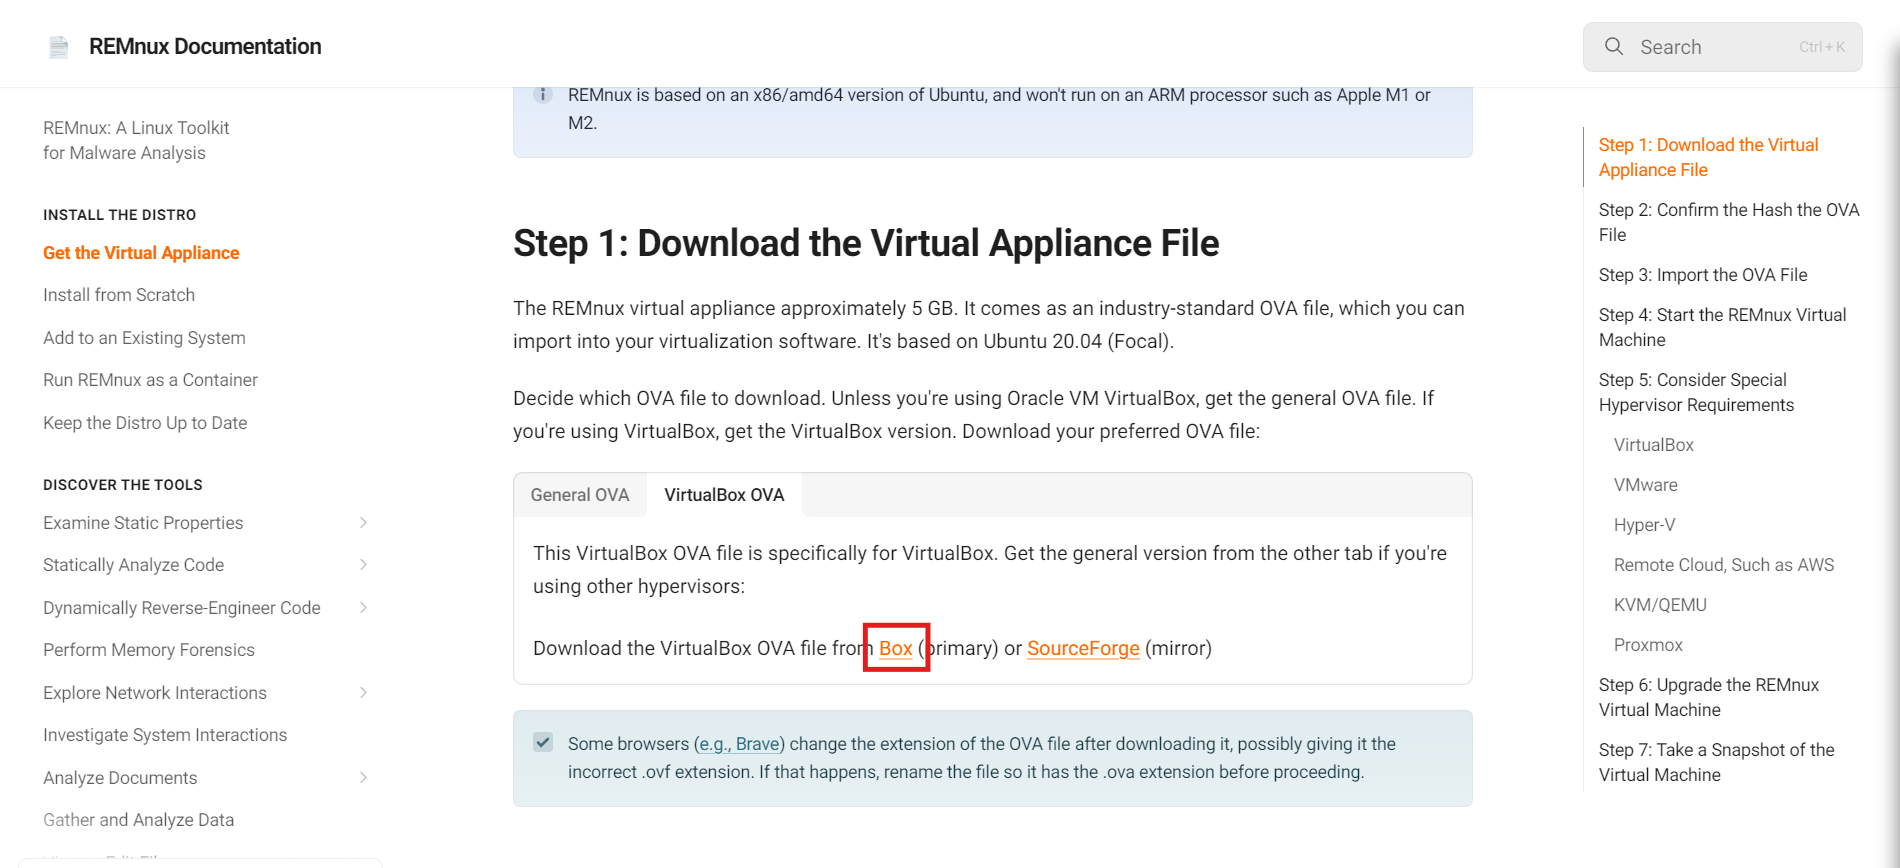 REMnux Documentation
Search
Ctrl + K
REMnux: A Linux Toolkit
for Malware Analysis
INSTALL THE DISTRO
Get the Virtual Appliance
Install from Scratch
Add to an Existing System
Run REMnux as a Container
Keep the Distro Up to Date
DISCOVER THE TOOLS
Examine Static Properties
Statically Analyze Code
Dynamically Reverse-Engineer Code
Perform Memory Forensics
Explore Network Interactions
Investigate System Interactions
Analyze Documents
Gather and Analyze Data
REMnux is based on an x86/amd64 version of Ubuntu, and won't run on an ARM processor such as Apple M1 or
M2.
Step 1: Download the Virtual Appliance File
The REMnux virtual appliance approximately 5 GB. It comes as an industry-standard OVA file, which you can
import into your virtualization software. It's based on Ubuntu 20.04 (Focal).
Decide which OVA file to download. Unless you're using Oracle VM VirtualBox, get the general OVA file. If
you're using VirtualBox, get the VirtualBox version. Download your preferred OVA file:
General OVA
VirtualBox OVA
This VirtualBox OVA file is specifically for VirtualBox. Get the general version from the other tab if you're
using other hypervisors:
Download the VirtualBox OVA file from Box (primary) or SourceForge (mirror)
Some browsers (e.g., Brave) change the extension of the OVA file after downloading it, possibly giving it the
incorrect .ovf extension. If that happens, rename the file so it has the .ova extension before proceeding.
Step 1: Download the Virtual
Appliance File
Step 2: Confirm the Hash the OVA
File
Step 3: Import the OVA File
Step 4: Start the REMnux Virtual
Machine
Step 5: Consider Special
Hypervisor Requirements
VirtualBox
VMware
Hyper-V
Remote Cloud, Such as AWS
KVM/QEMU
Proxmox
Step 6: Upgrade the REMnux
Virtual Machine
Step 7: Take a Snapshot of the
Virtual Machine